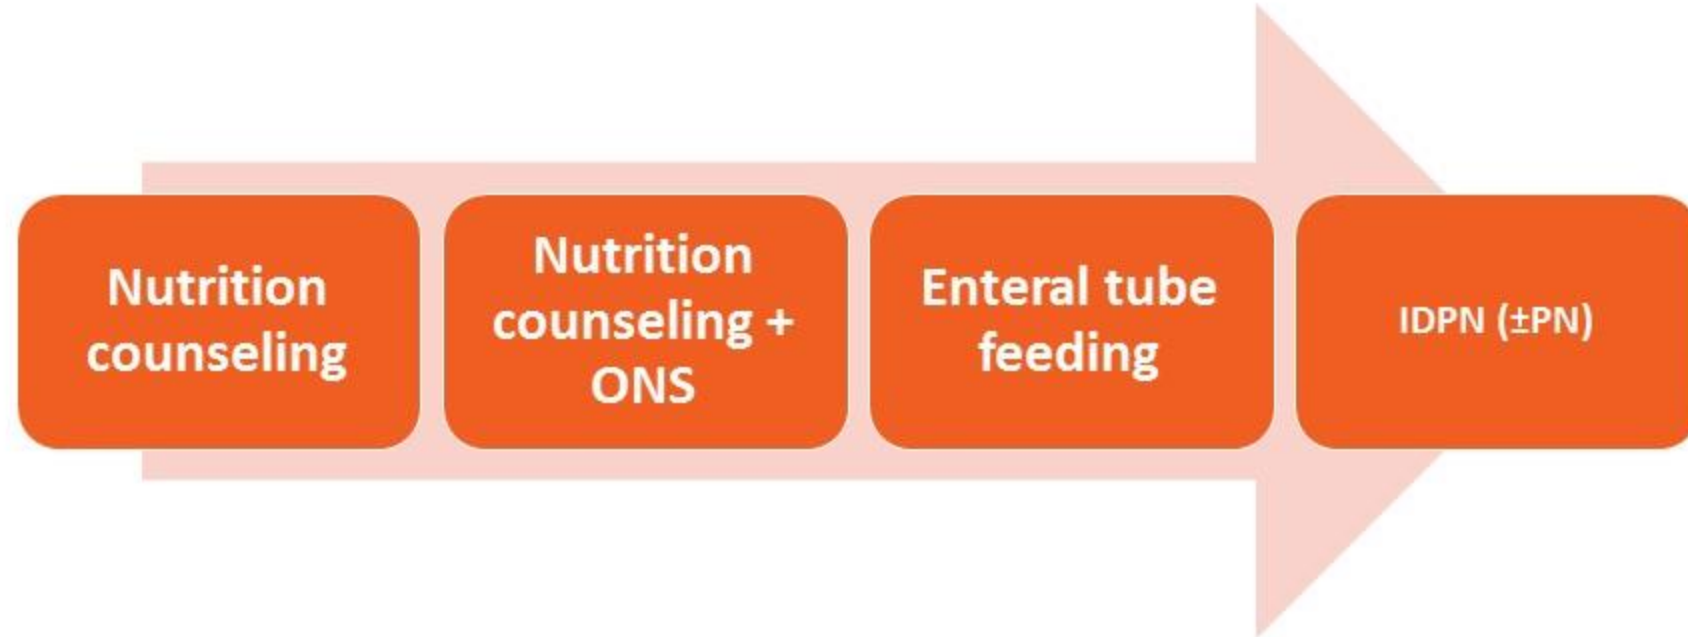 Nutrition
counseling
Nutrition
counseling +
ONS
Enteral tube
feeding
IDPN (±PN)